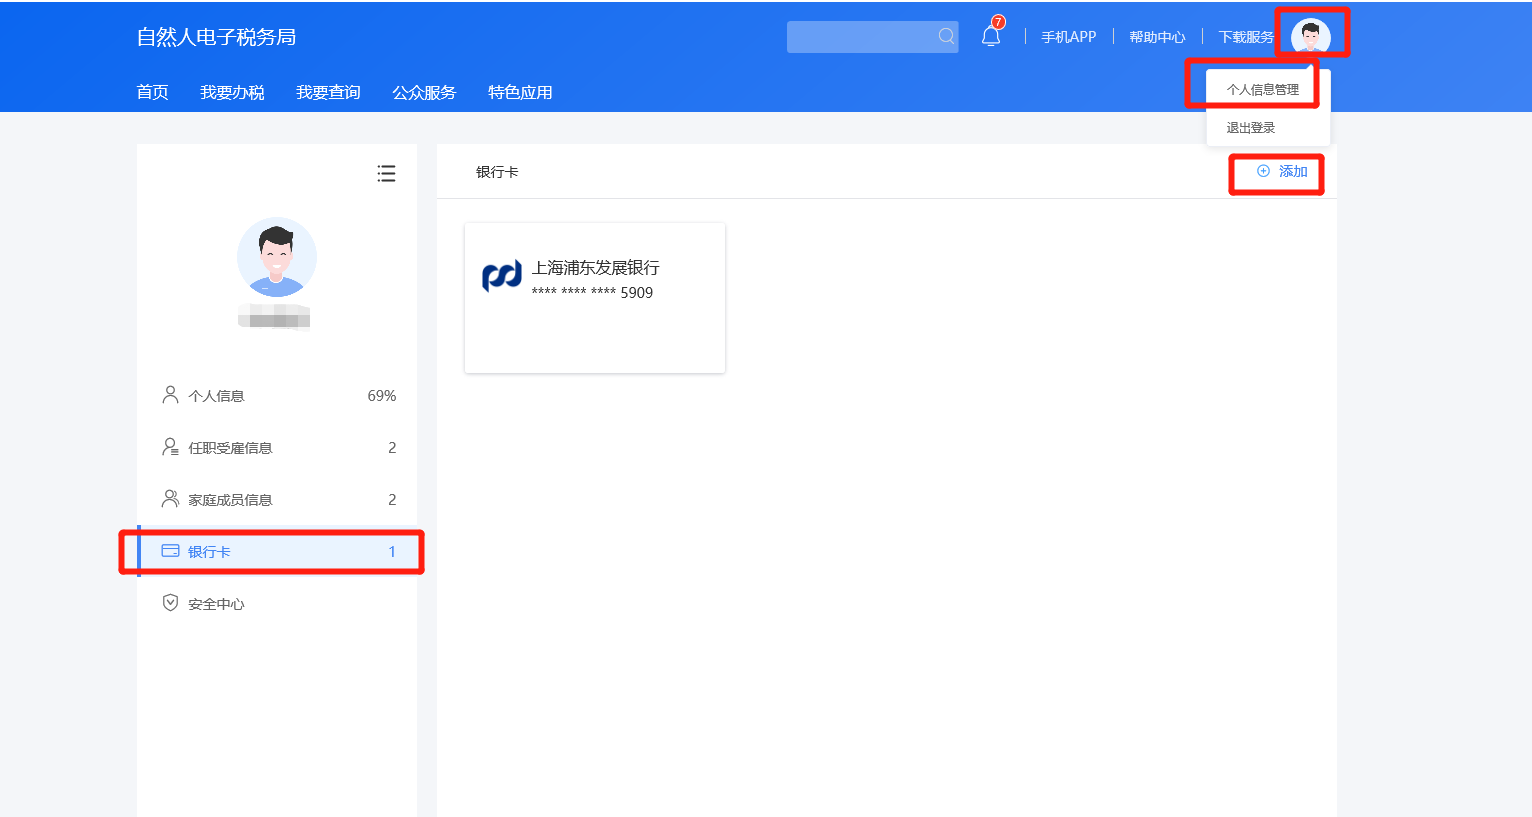 自然人电子税务局
7
手机APP
帮助中心
下载服务
首页
我要办税
我要查询
公众服务
特色应用
个人信息管理
退出登录
银行卡
添加
上海浦东发展银行
**** **** **** 5909
个人信息 69%
任职受雇信息 2
家庭成员信息 2
银行卡 1
安全中心